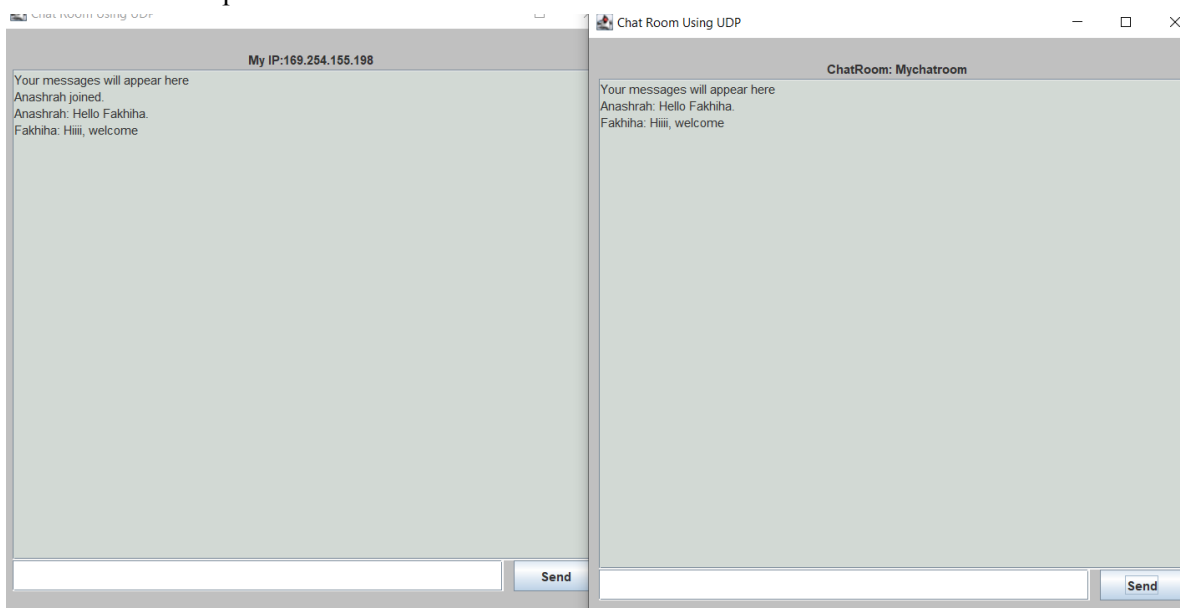 Chat Room Using UDP
My IP:169.254.155.198
Your messages will appear here
Anashrah joined.
Anashrah: Hello Fakhiha.
Fakhiha: Hiiii, welcome
Send
Chat Room Using UDP
ChatRoom: Mychatroom
Your messages will appear here
Anashrah: Hello Fakhiha.
Fakhiha: Hiiii, welcome
Send